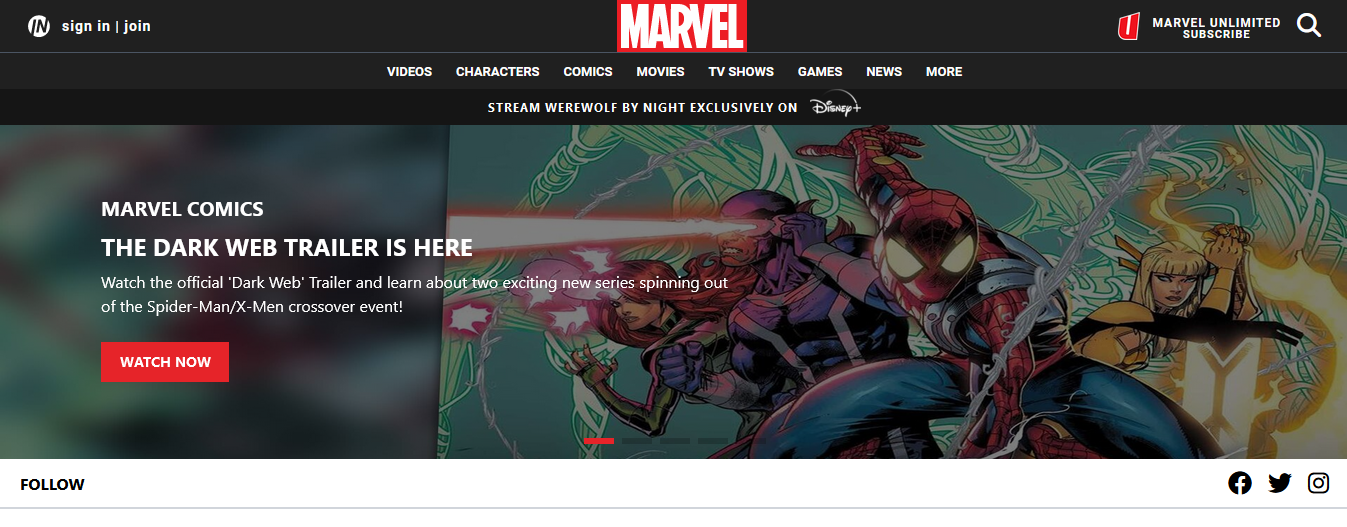 IN sign in | join
MARVEL
MARVEL UNLIMITED
SUBSCRIBE
VIDEOS CHARACTERS COMICS MOVIES TV SHOWS GAMES NEWS MORE
STREAM WEREWOLF BY NIGHT EXCLUSIVELY ON Disney+
MARVEL COMICS
THE DARK WEB TRAILER IS HERE
Watch the official 'Dark Web' Trailer and learn about two exciting new series spinning out
of the Spider-Man/X-Men crossover event!
WATCH NOW
FOLLOW